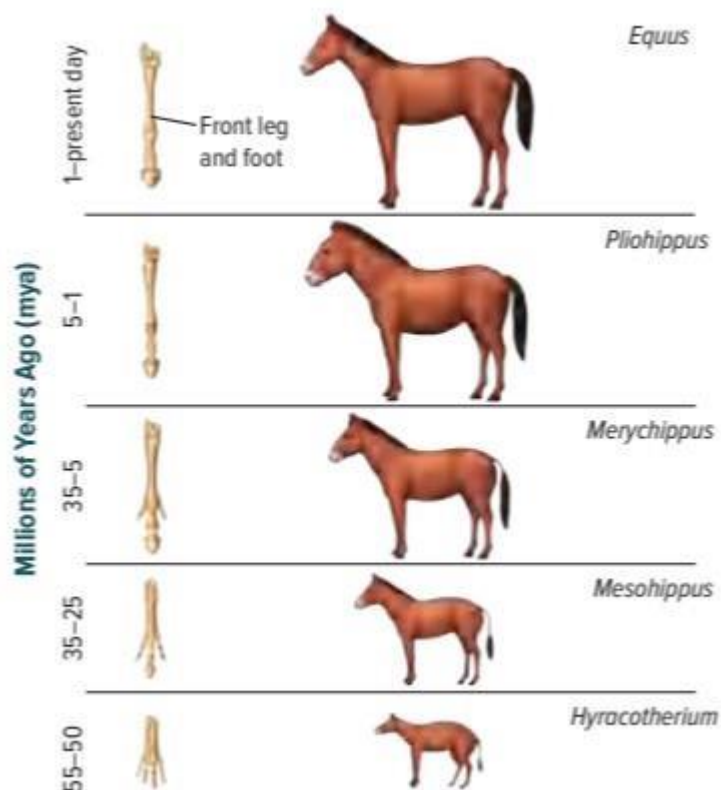 Equus
1–present day
Front leg
and foot
Pliohippus
5–1
Millions of Years Ago (mya)
Merychippus
35–5
Mesohippus
35–25
Hyracotherium
55–50